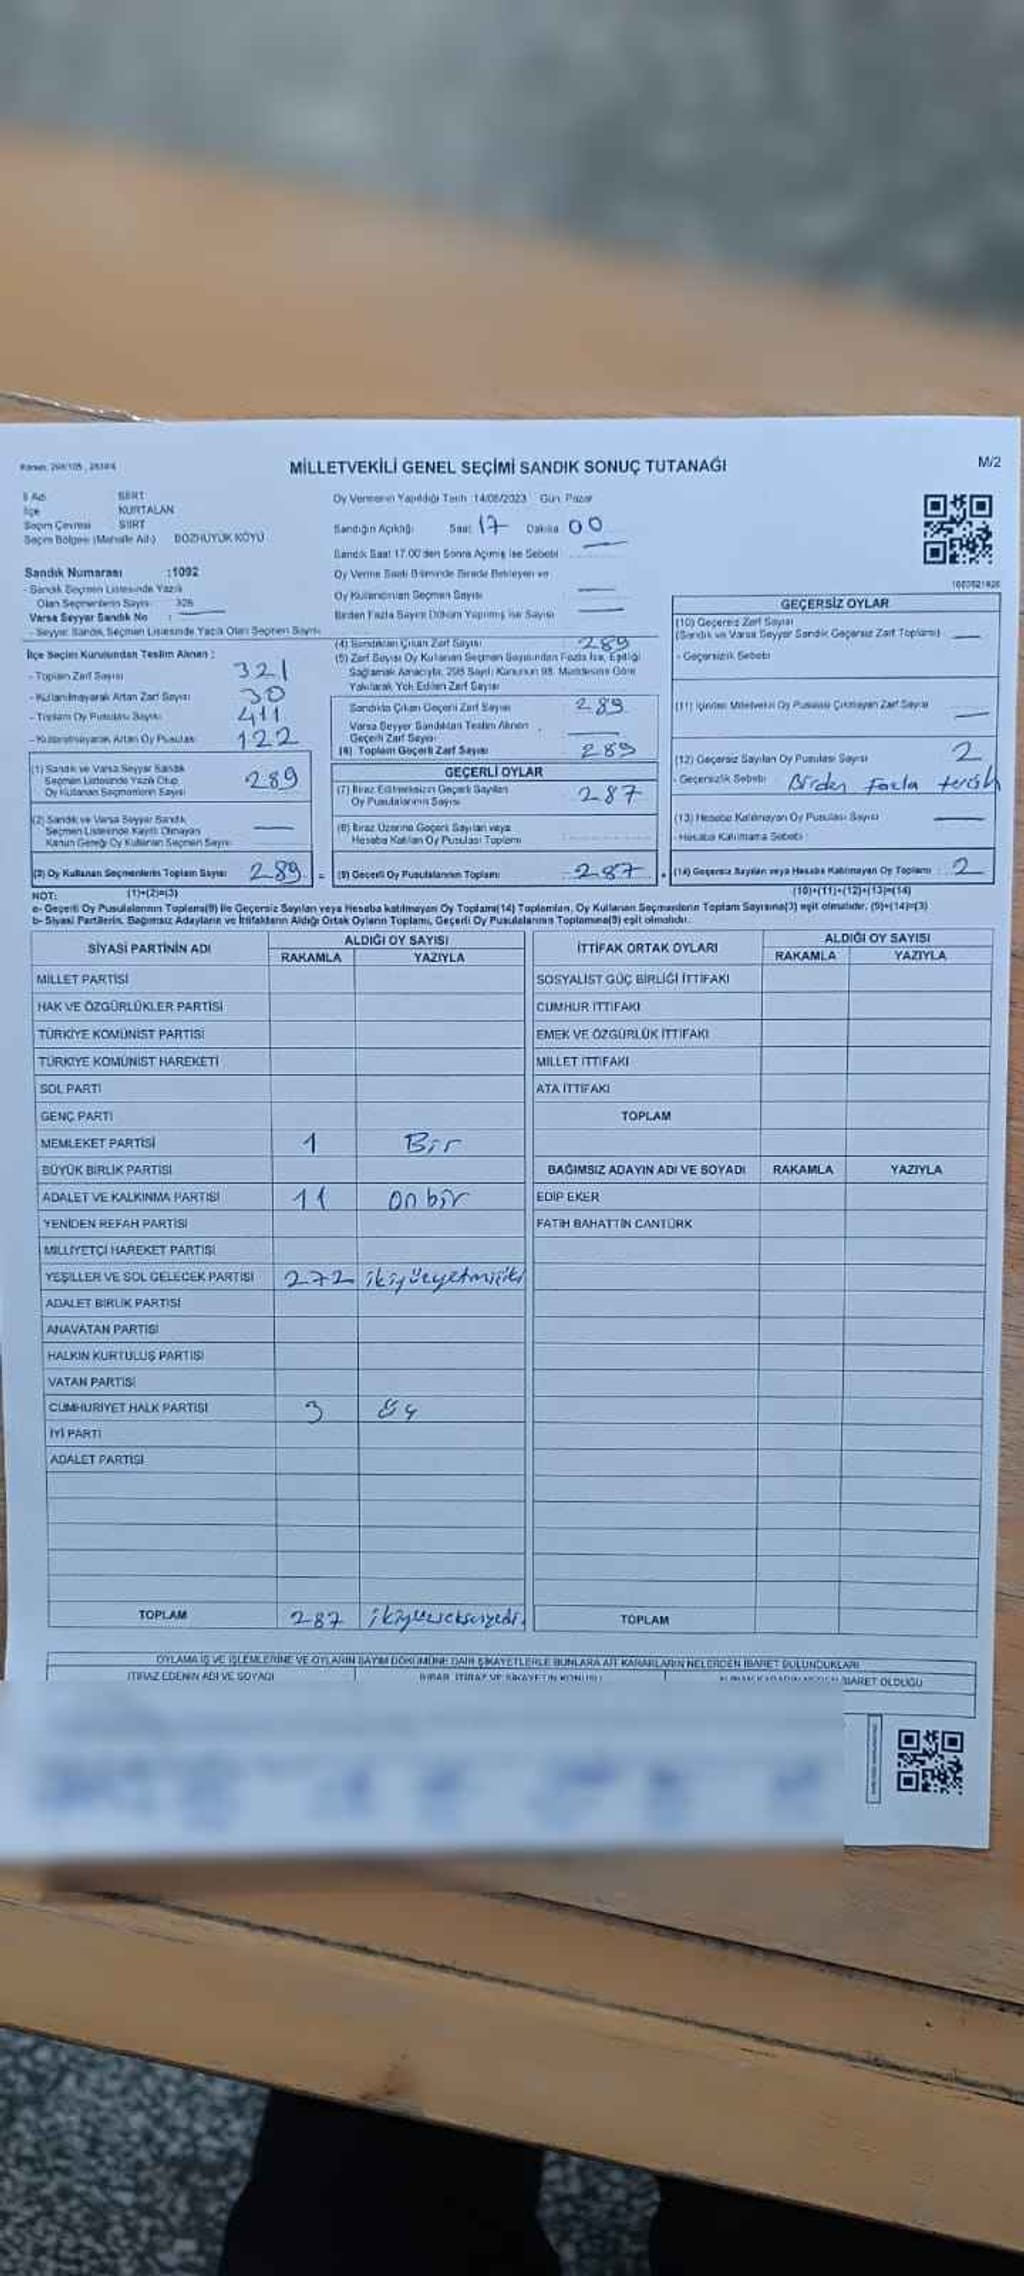 MİLLETVEKİLİ GENEL SEÇİMİ SANDIK SONUÇ TUTANAĞI
M/2
İl Adı SİİRT
İlçe KURTALAN
Seçim Çevresi SİİRT
Seçim Bölgesi (Mahalle Adı) BOZHÜYÜK KÖYÜ
Sandık Numarası :1092
- Sandık Seçmen Listesinde Yazılı
Olan Seçmenlerin Sayısı 326
Varsa Seyyar Sandık No :
- Seyyar Sandık Seçmen Listesinde Yazılı Olan Seçmen Sayısı
Oy Vermenin Yapıldığı Tarih :14/05/2023 Gün: Pazar
Sandığın Açıldığı Saat 17 Dakika 00
Sandık Saat 17.00'den Sonra Açılmış İse Sebebi
Oy Verme Saati Bitiminde Sırada Bekleyen ve
Oy Kullandırılan Seçmen Sayısı
Birden Fazla Sayım Döküm Yapılmış İse Sayısı
İlçe Seçim Kurulundan Teslim Alınan :
- Toplam Zarf Sayısı 321
- Kullanılmayarak Artan Zarf Sayısı 30
- Toplam Oy Pusulası Sayısı 411
- Kullanılmayarak Artan Oy Pusulası 122
(1) Sandık ve Varsa Seyyar Sandık
Seçmen Listesinde Yazılı Olup
Oy Kullanan Seçmenlerin Sayısı 289
(2) Sandık ve Varsa Seyyar Sandık
Seçmen Listesinde Kayıtlı Olmayan
Kanun Gereği Oy Kullanan Seçmen Sayısı
(3) Oy Kullanan Seçmenlerin Toplam Sayısı 289 =
(4) Sandıktan Çıkan Zarf Sayısı 289
(5) Zarf Sayısı Oy Kullanan Seçmen Sayısından Fazla İse, Eşitliği
Sağlamak Amacıyla, 298 Sayılı Kanunun 98. Maddesine Göre
Yakılarak Yok Edilen Zarf Sayısı
Sandıkta Çıkan Geçerli Zarf Sayısı 289
Varsa Seyyar Sandıktan Teslim Alınan
Geçerli Zarf Sayısı
(6) Toplam Geçerli Zarf Sayısı 289
GEÇERLİ OYLAR
(7) İtiraz Edilmeksizin Geçerli Sayılan
Oy Pusulalarının Sayısı 287
(8) İtiraz Üzerine Geçerli Sayılan veya
Hesaba Katılan Oy Pusulası Toplamı
(9) Geçerli Oy Pusulalarının Toplamı 287 +
GEÇERSİZ OYLAR
(10) Geçersiz Zarf Sayısı
(Sandık ve Varsa Seyyar Sandık Geçersiz Zarf Toplamı)
- Geçersizlik Sebebi
(11) İçinden Milletvekili Oy Pusulası Çıkmayan Zarf Sayısı
(12) Geçersiz Sayılan Oy Pusulası Sayısı 2
- Geçersizlik Sebebi Birden fazla tercih
(13) Hesaba Katılmayan Oy Pusulası Sayısı
- Hesaba Katılmama Sebebi :
(14) Geçersiz Sayılan veya Hesaba Katılmayan Oy Toplamı 2
NOT: (1)+(2)=(3)
(10)+(11)+(12)+(13)=(14)
a- Geçerli Oy Pusulalarının Toplamı(9) ile Geçersiz Sayılan veya Hesaba katılmayan Oy Toplamı(14) Toplamları, Oy Kullanan Seçmenlerin Toplam Sayısına(3) eşit olmalıdır. (9)+(14)=(3)
b- Siyasi Partilerin, Bağımsız Adayların ve İttifakların Aldığı Ortak Oyların Toplamı, Geçerli Oy Pusulalarının Toplamına(9) eşit olmalıdır.
SİYASİ PARTİNİN ADI ALDIĞI OY SAYISI
RAKAMLA YAZIYLA
MİLLET PARTİSİ
HAK VE ÖZGÜRLÜKLER PARTİSİ
TÜRKİYE KOMÜNİST PARTİSİ
TÜRKİYE KOMÜNİST HAREKETİ
SOL PARTİ
GENÇ PARTİ
MEMLEKET PARTİSİ 1 Bir
BÜYÜK BİRLİK PARTİSİ
ADALET VE KALKINMA PARTİSİ 11 onbir
YENİDEN REFAH PARTİSİ
MİLLİYETÇİ HAREKET PARTİSİ
YEŞİLLER VE SOL GELECEK PARTİSİ 272 ikiyüzyetmişiki
ADALET BİRLİK PARTİSİ
ANAVATAN PARTİSİ
HALKIN KURTULUŞ PARTİSİ
VATAN PARTİSİ
CUMHURİYET HALK PARTİSİ 3 üç
İYİ PARTİ
ADALET PARTİSİ
TOPLAM 287 ikiyüzseksenyedi
İTTİFAK ORTAK OYLARI ALDIĞI OY SAYISI
RAKAMLA YAZIYLA
SOSYALİST GÜÇ BİRLİĞİ İTTİFAKI
CUMHUR İTTİFAKI
EMEK VE ÖZGÜRLÜK İTTİFAKI
MİLLET İTTİFAKI
ATA İTTİFAKI
TOPLAM
BAĞIMSIZ ADAYIN ADI VE SOYADI RAKAMLA YAZIYLA
EDİP EKER
FATİH BAHATTİN CANTÜRK
TOPLAM
OYLAMA İŞ VE İŞLEMLERİNE VE OYLARIN SAYIM DÖKÜMÜNE DAİR ŞİKAYETLERLE BUNLARA AİT KARARLARIN NELERDEN İBARET BULUNDUKLARI
İTİRAZ EDENİN ADI VE SOYADI
İBARET OLDUĞU